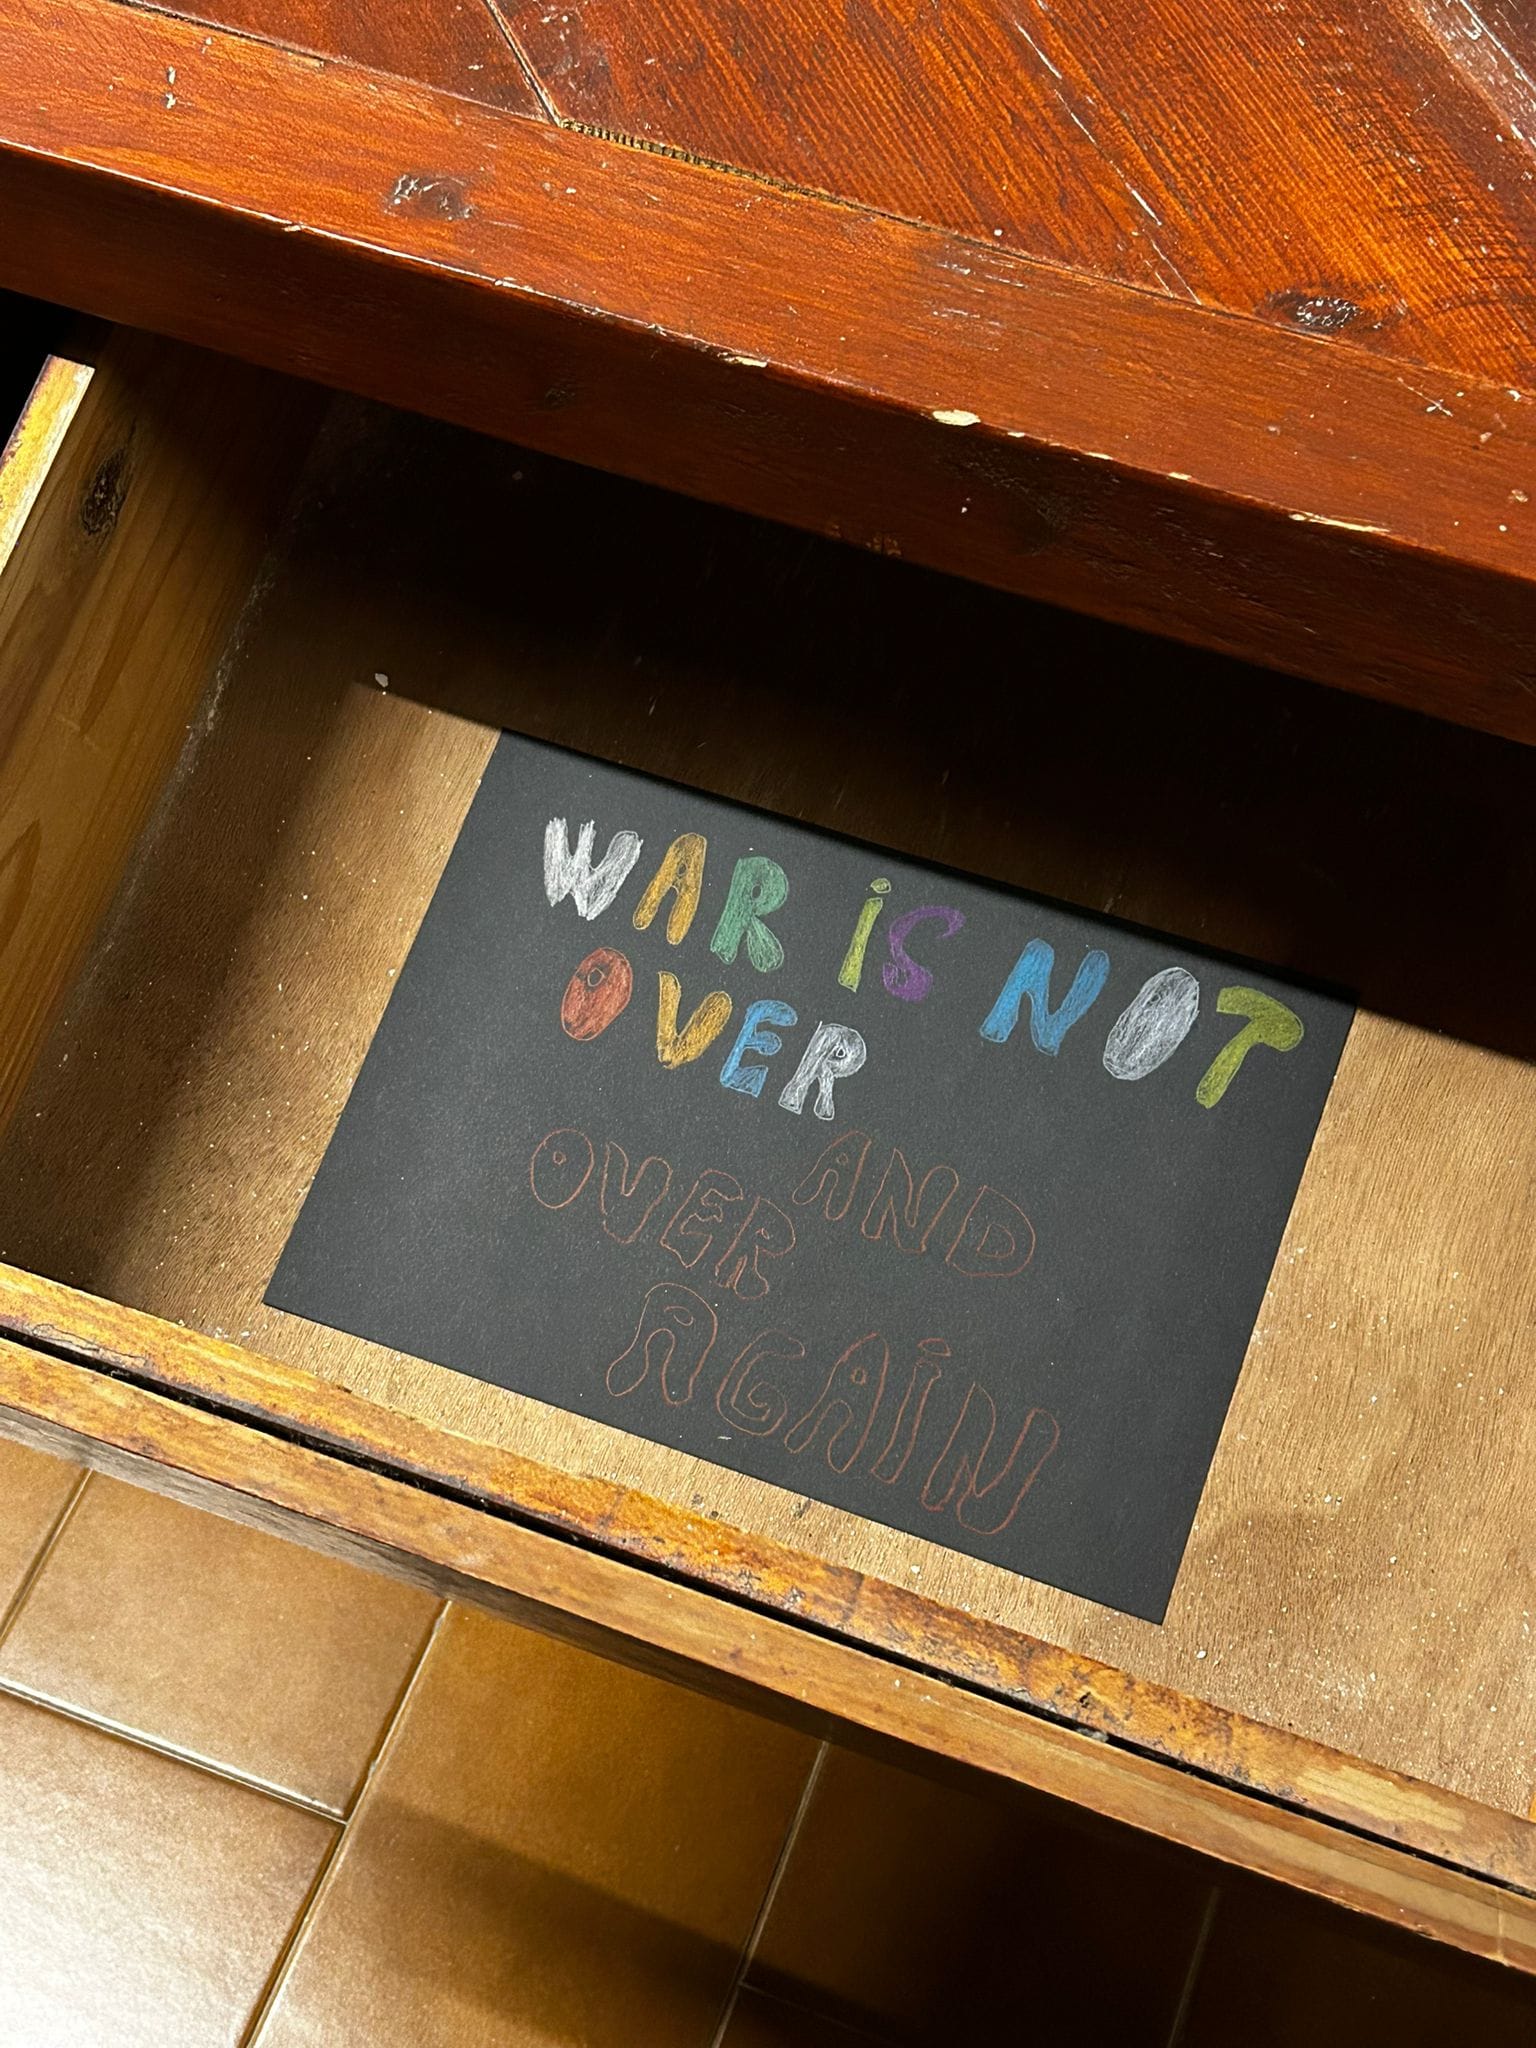 WAR iS NOT
OVER
OVER AND
AGAiN